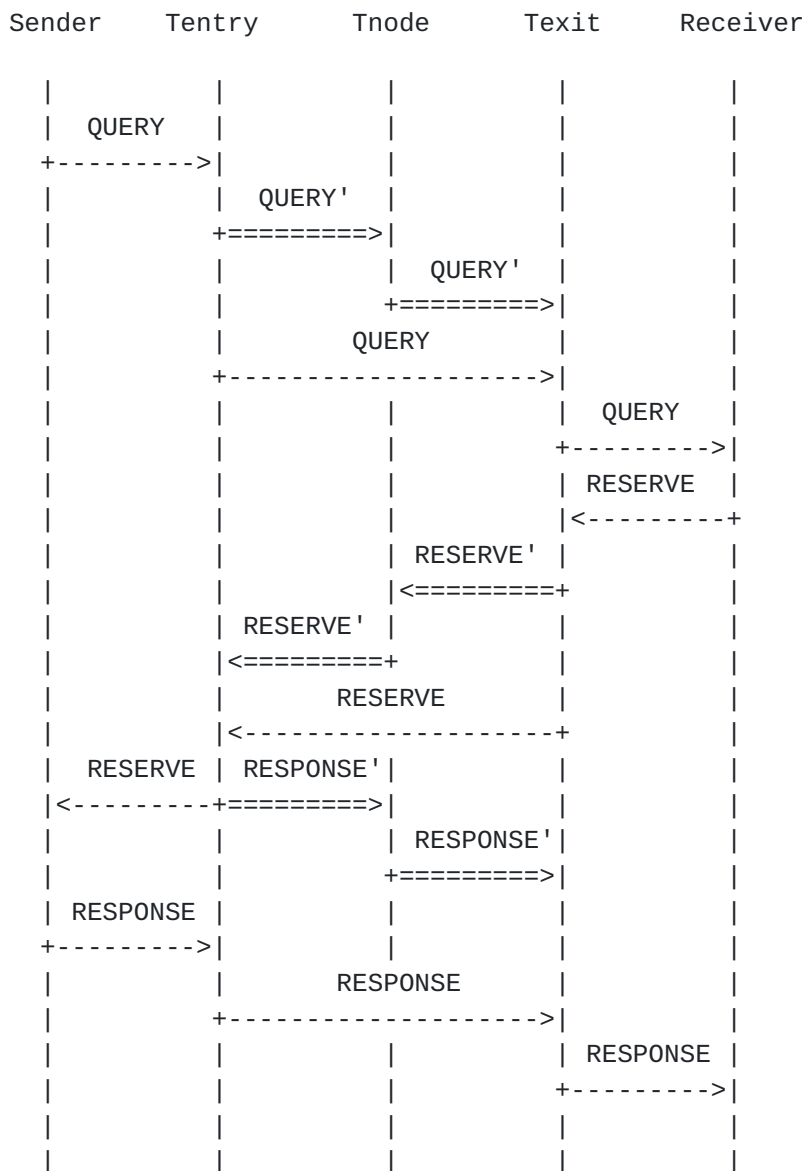 Sender Tentry Tnode Texit Receiver
QUERY
QUERY'
QUERY'
QUERY
QUERY
RESERVE
RESERVE'
RESERVE'
RESERVE
RESERVE RESPONSE'
RESPONSE'
RESPONSE
RESPONSE
RESPONSE